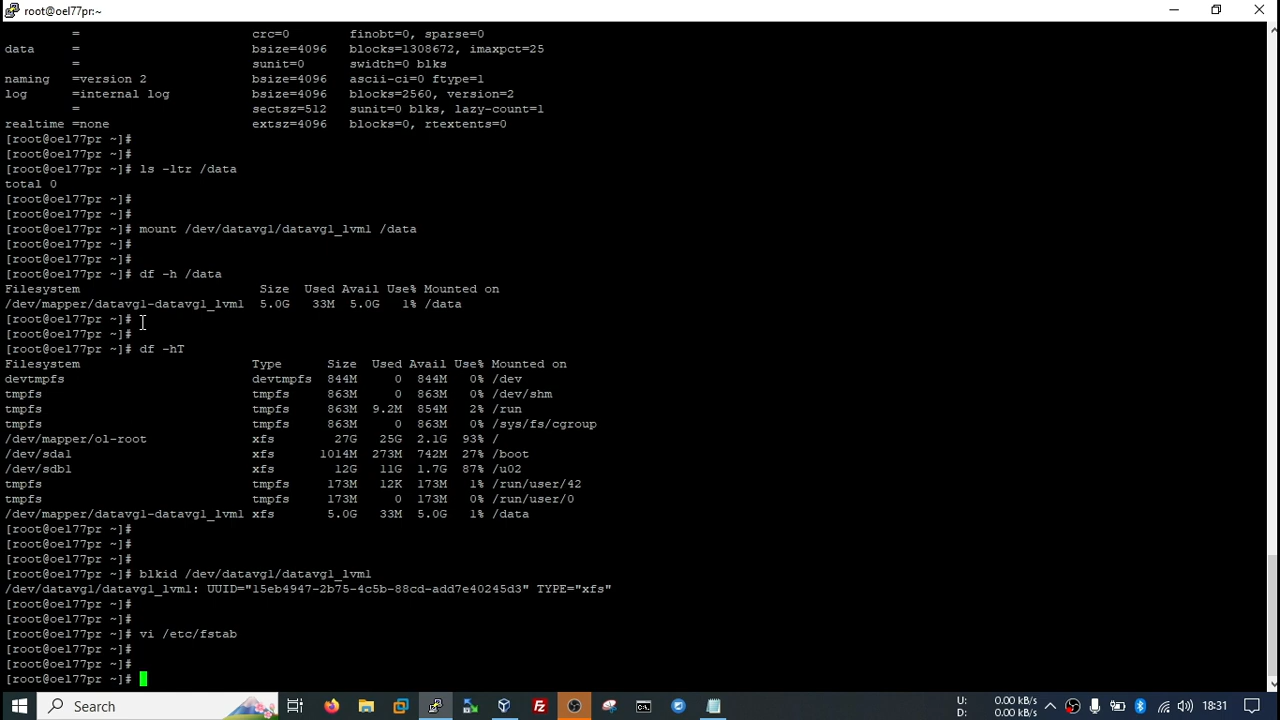 root@oel77pr:~
         =                       crc=0        finobt=0, sparse=0
data     =                       bsize=4096   blocks=1308672, imaxpct=25
         =                       sunit=0      swidth=0 blks
naming   =version 2              bsize=4096   ascii-ci=0 ftype=1
log      =internal log           bsize=4096   blocks=2560, version=2
         =                       sectsz=512   sunit=0 blks, lazy-count=1
realtime =none                   extsz=4096   blocks=0, rtextents=0
[root@oel77pr ~]#
[root@oel77pr ~]#
[root@oel77pr ~]# ls -ltr /data
total 0
[root@oel77pr ~]#
[root@oel77pr ~]#
[root@oel77pr ~]# mount /dev/datavg1/datavg1_lvm1 /data
[root@oel77pr ~]#
[root@oel77pr ~]#
[root@oel77pr ~]# df -h /data
Filesystem                       Size  Used Avail Use% Mounted on
/dev/mapper/datavg1-datavg1_lvm1  5.0G   33M  5.0G   1% /data
[root@oel77pr ~]#
[root@oel77pr ~]#
[root@oel77pr ~]# df -hT
Filesystem                       Type      Size  Used Avail Use% Mounted on
devtmpfs                         devtmpfs  844M     0  844M   0% /dev
tmpfs                            tmpfs     863M     0  863M   0% /dev/shm
tmpfs                            tmpfs     863M  9.2M  854M   2% /run
tmpfs                            tmpfs     863M     0  863M   0% /sys/fs/cgroup
/dev/mapper/ol-root              xfs        27G   25G  2.1G  93% /
/dev/sda1                        xfs      1014M  273M  742M  27% /boot
/dev/sdb1                        xfs        12G   11G  1.7G  87% /u02
tmpfs                            tmpfs     173M   12K  173M   1% /run/user/42
tmpfs                            tmpfs     173M     0  173M   0% /run/user/0
/dev/mapper/datavg1-datavg1_lvm1 xfs       5.0G   33M  5.0G   1% /data
[root@oel77pr ~]#
[root@oel77pr ~]#
[root@oel77pr ~]#
[root@oel77pr ~]# blkid /dev/datavg1/datavg1_lvm1
/dev/datavg1/datavg1_lvm1: UUID="15eb4947-2b75-4c5b-88cd-add7e40245d3" TYPE="xfs"
[root@oel77pr ~]#
[root@oel77pr ~]#
[root@oel77pr ~]# vi /etc/fstab
[root@oel77pr ~]#
[root@oel77pr ~]#
[root@oel77pr ~]#
Search
U: 0.00 kB/s
D: 0.00 kB/s
18:31